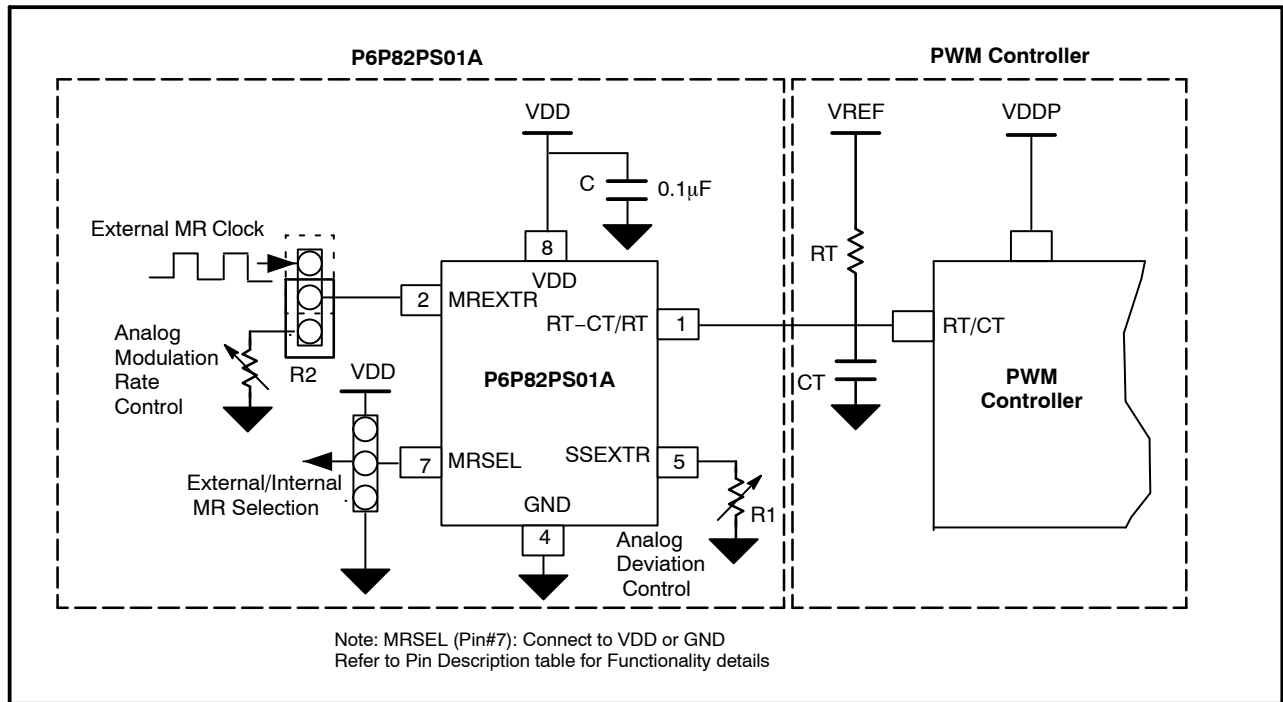 P6P82PS01A
PWM Controller
VDD
VREF
VDDP
C
0.1μF
External MR Clock
RT
8
VDD
2
MREXTR
RT−CT/RT
1
RT/CT
Analog
Modulation
Rate
Control
R2
VDD
P6P82PS01A
CT
PWM
Controller
7
MRSEL
SSEXTR
5
External/Internal
MR Selection
GND
R1
4
Analog
Deviation
Control
Note: MRSEL (Pin#7): Connect to VDD or GND
Refer to Pin Description table for Functionality details